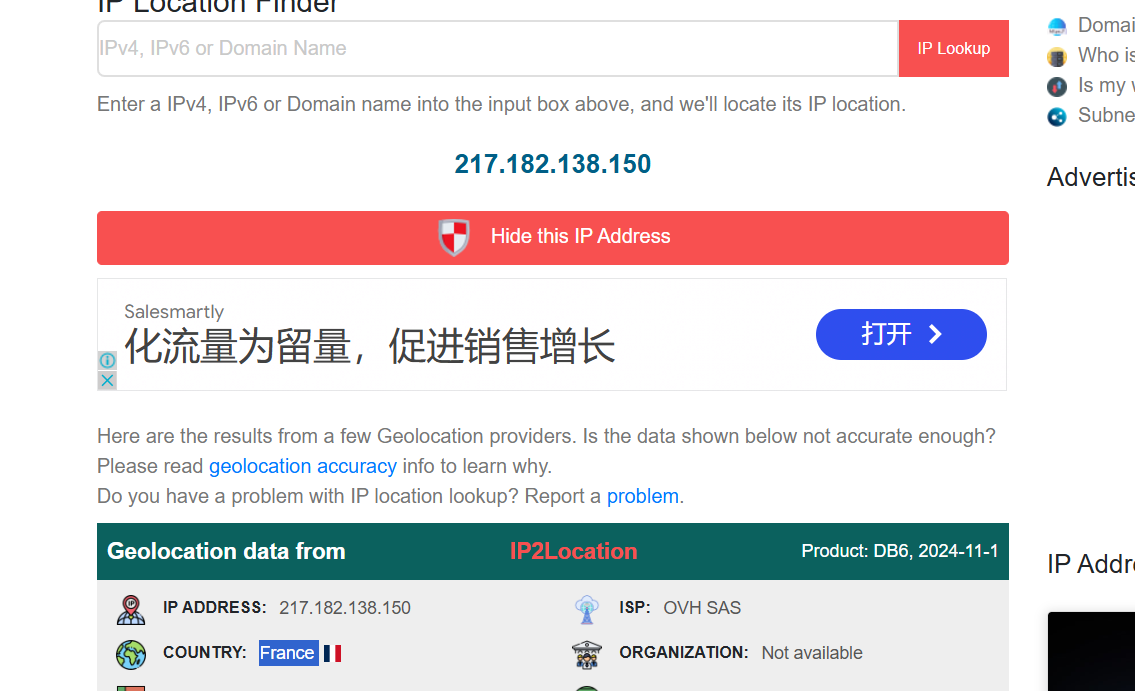 IP Location Finder
IPv4, IPv6 or Domain Name
IP Lookup
Enter a IPv4, IPv6 or Domain name into the input box above, and we'll locate its IP location.
217.182.138.150
Hide this IP Address
Salesmartly
化流量为留量，促进销售增长
打开
Here are the results from a few Geolocation providers. Is the data shown below not accurate enough?
Please read geolocation accuracy info to learn why.
Do you have a problem with IP location lookup? Report a problem.
Geolocation data from IP2Location Product: DB6, 2024-11-1
IP ADDRESS: 217.182.138.150 ISP: OVH SAS
COUNTRY: France ORGANIZATION: Not available
Domai
Who is
Is my
Subne
Advertis
IP Addre